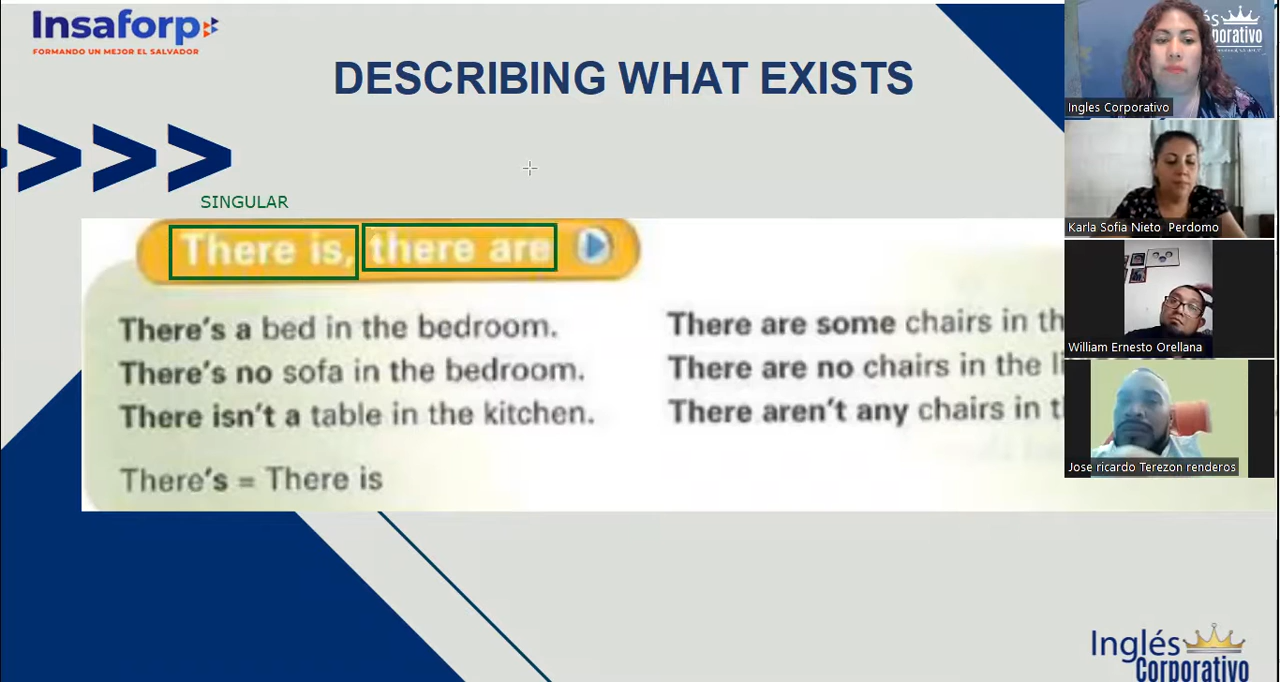 Insaforp
FORMANDO UN MEJOR EL SALVADOR
DESCRIBING WHAT EXISTS
SINGULAR
There is, there are
There's a bed in the bedroom.
There's no sofa in the bedroom.
There isn't a table in the kitchen.
There's = There is
There are some chairs in th
There are no chairs in the li
There aren't any chairs in t
Ingles Corporativo
Karla Sofia Nieto Perdomo
William Ernesto Orellana
Jose ricardo Terezon renderos
Inglés
Corporativo